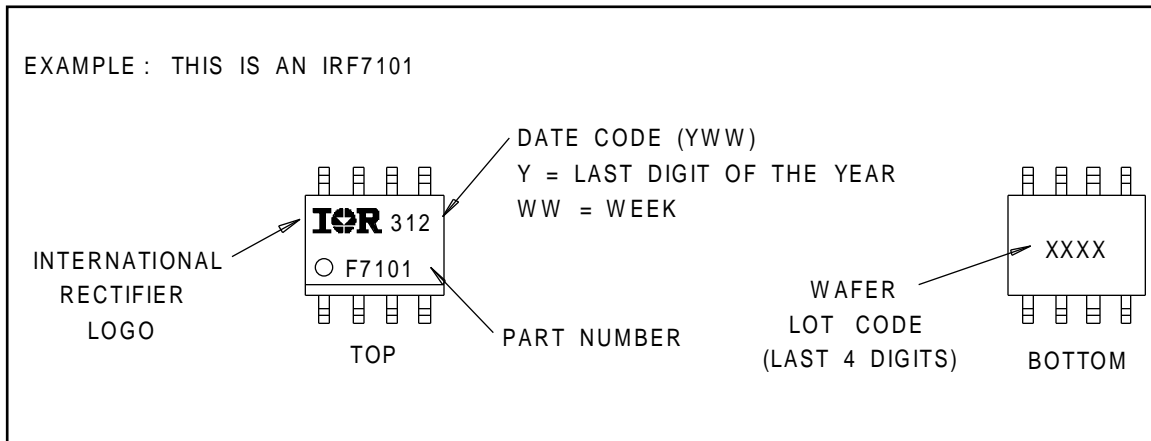 EXAMPLE : THIS IS AN IRF7101
DATE CODE (YWW)
Y = LAST DIGIT OF THE YEAR
WW = WEEK
INTERNATIONAL
RECTIFIER
LOGO
IOR 312
F7101
TOP
PART NUMBER
WAFER
LOT CODE
(LAST 4 DIGITS)
XXXX
BOTTOM